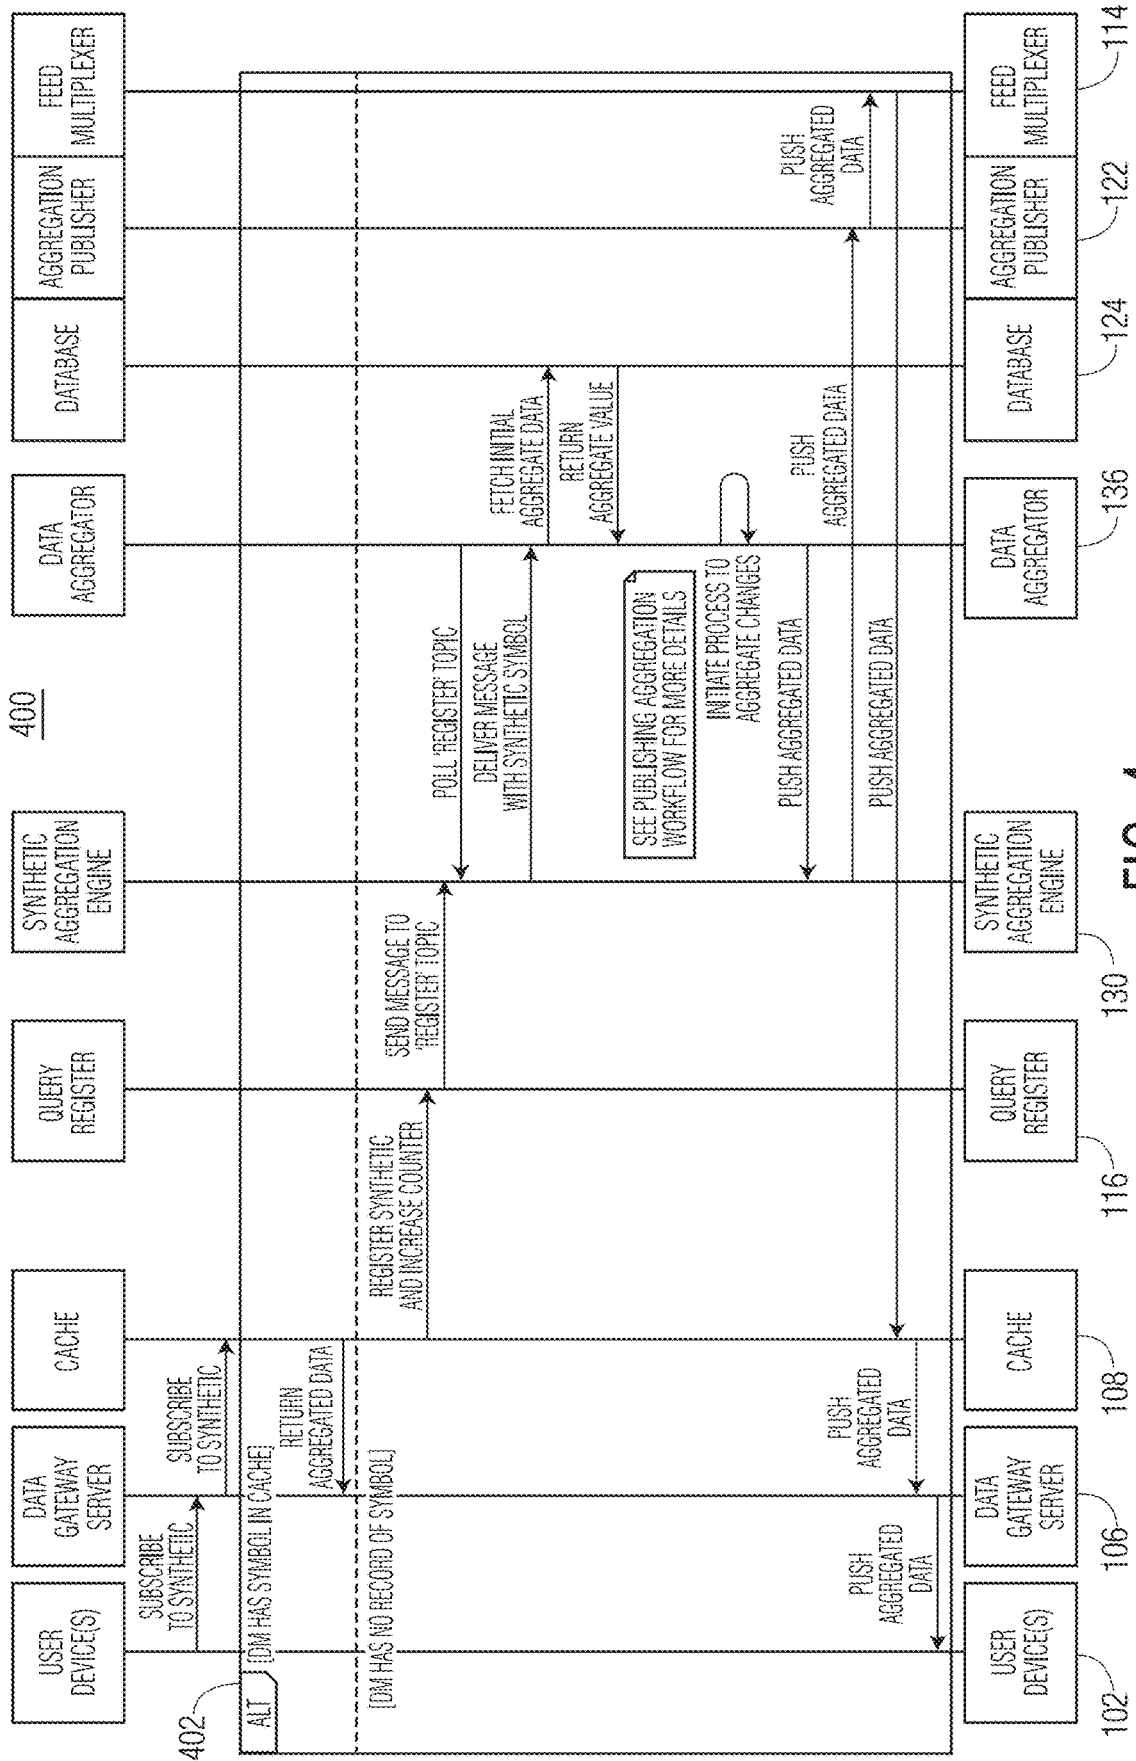 400
USER
DEVICE(S)
DATA
GATEWAY
SERVER
CACHE
QUERY
REGISTER
SYNTHETIC
AGGREGATION
ENGINE
DATA
AGGREGATOR
DATABASE
AGGREGATION
PUBLISHER
FEED
MULTIPLEXER
SUBSCRIBE
TO SYNTHETIC
SUBSCRIBE
TO SYNTHETIC
402
ALT
[DM HAS SYMBOL IN CACHE]
RETURN
AGGREGATED DATA
[DM HAS NO RECORD OF SYMBOL]
REGISTER SYNTHETIC
AND INCREASE COUNTER
SEND MESSAGE TO
'REGISTER' TOPIC
POLL 'REGISTER' TOPIC
DELIVER MESSAGE
WITH SYNTHETIC SYMBOL
FETCH INITIAL
AGGREGATE DATA
RETURN
AGGREGATE VALUE
SEE PUBLISHING AGGREGATION
WORKFLOW FOR MORE DETAILS
INITIATE PROCESS TO
AGGREGATE CHANGES
PUSH AGGREGATED DATA
PUSH
AGGREGATED DATA
PUSH
AGGREGATED
DATA
PUSH AGGREGATED DATA
PUSH
AGGREGATED
DATA
PUSH
AGGREGATED
DATA
USER
DEVICE(S)
DATA
GATEWAY
SERVER
CACHE
QUERY
REGISTER
SYNTHETIC
AGGREGATION
ENGINE
DATA
AGGREGATOR
DATABASE
AGGREGATION
PUBLISHER
FEED
MULTIPLEXER
102
106
108
116
130
136
124
122
114
FIG. 4